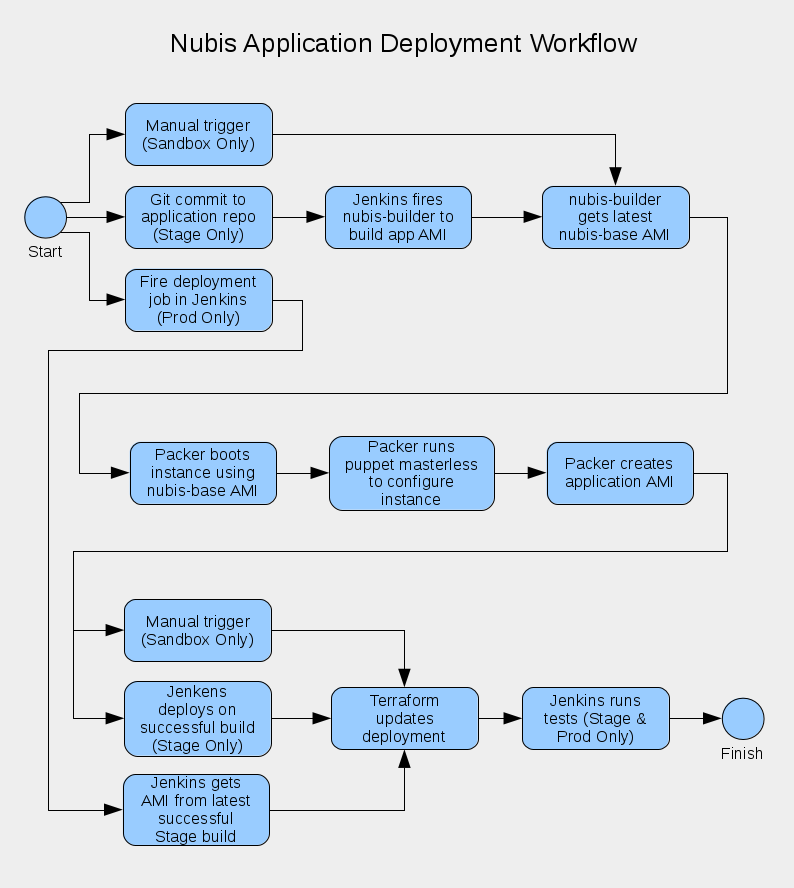 Nubis Application Deployment Workflow
Manual trigger
(Sandbox Only)
Start
Git commit to
application repo
(Stage Only)
Jenkins fires
nubis-builder to
build app AMI
nubis-builder
gets latest
nubis-base AMI
Fire deployment
job in Jenkins
(Prod Only)
Packer boots
instance using
nubis-base AMI
Packer runs
puppet masterless
to configure
instance
Packer creates
application AMI
Manual trigger
(Sandbox Only)
Jenkens
deploys on
successful build
(Stage Only)
Jenkins gets
AMI from latest
successful
Stage build
Terraform
updates
deployment
Jenkins runs
tests (Stage &
Prod Only)
Finish